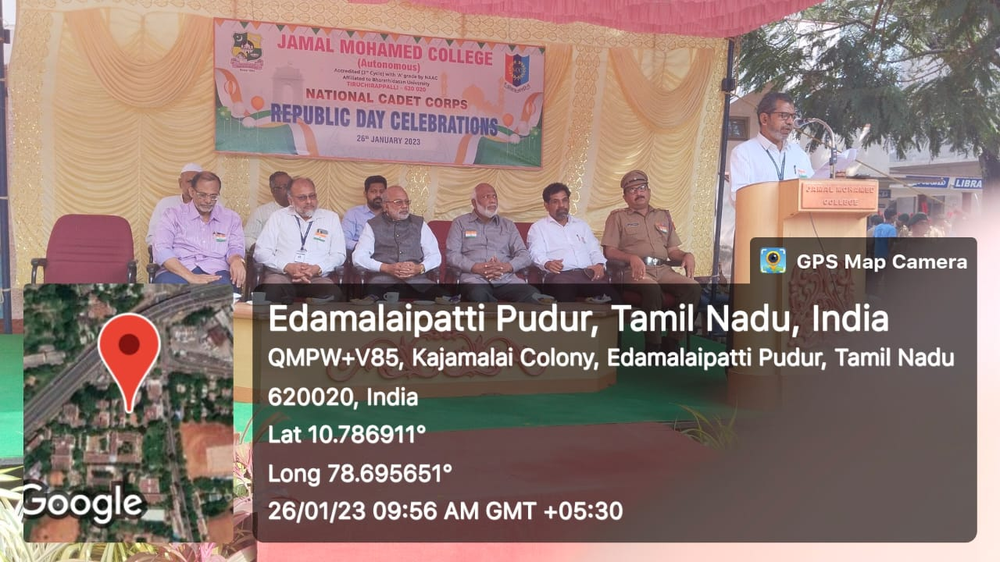 JAMAL MOHAMED COLLEGE
(Autonomous)
Accredited (3rd Cycle) with 'A' grade by NAAC
Affiliated to Bharathidasan University
TIRUCHIRAPPALLI - 620 020
NATIONAL CADET CORPS
REPUBLIC DAY CELEBRATIONS
26th JANUARY 2023
NCC
JAMAL MOHAMED
COLLEGE
LIBRA
GPS Map Camera
Edamalaipatti Pudur, Tamil Nadu, India
QMPW+V85, Kajamalai Colony, Edamalaipatti Pudur, Tamil Nadu
620020, India
Lat 10.786911°
Long 78.695651°
26/01/23 09:56 AM GMT +05:30
Google